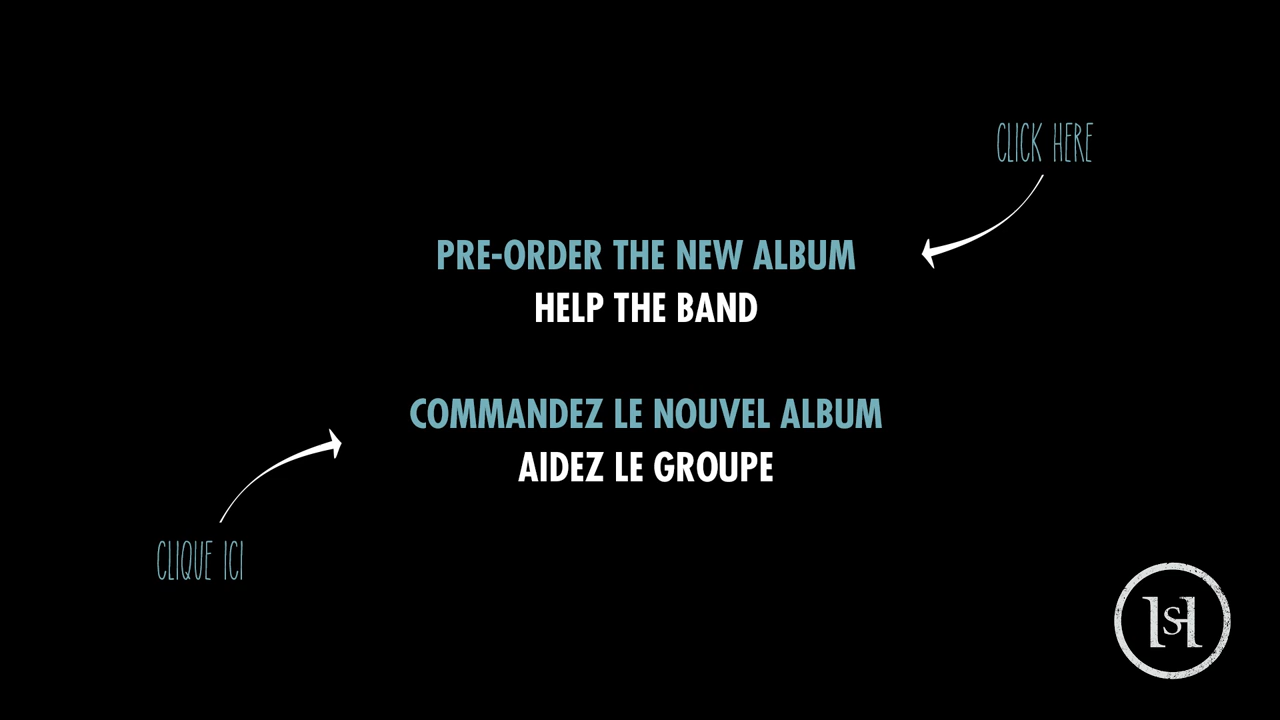 CLICK HERE
PRE-ORDER THE NEW ALBUM
HELP THE BAND
COMMANDEZ LE NOUVEL ALBUM
AIDEZ LE GROUPE
CLIQUE ICI